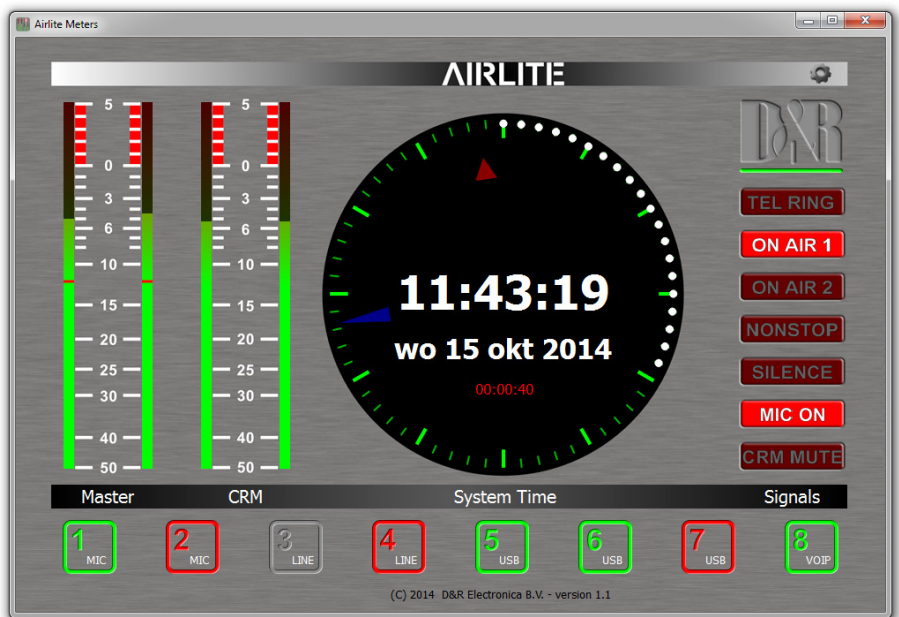 Airlite Meters
AIRLITE
D&R
5 5
0 0
3 3
6 6
10 10
15 15
20 20
25 25
30 30
40 40
50 50
11:43:19
wo 15 okt 2014
00:00:40
TEL RING
ON AIR 1
ON AIR 2
NONSTOP
SILENCE
MIC ON
CRM MUTE
Master CRM System Time Signals
1 MIC
2 MIC
3 LINE
4 LINE
5 USB
6 USB
7 USB
8 VOIP
(C) 2014 D&R Electronica B.V. - version 1.1